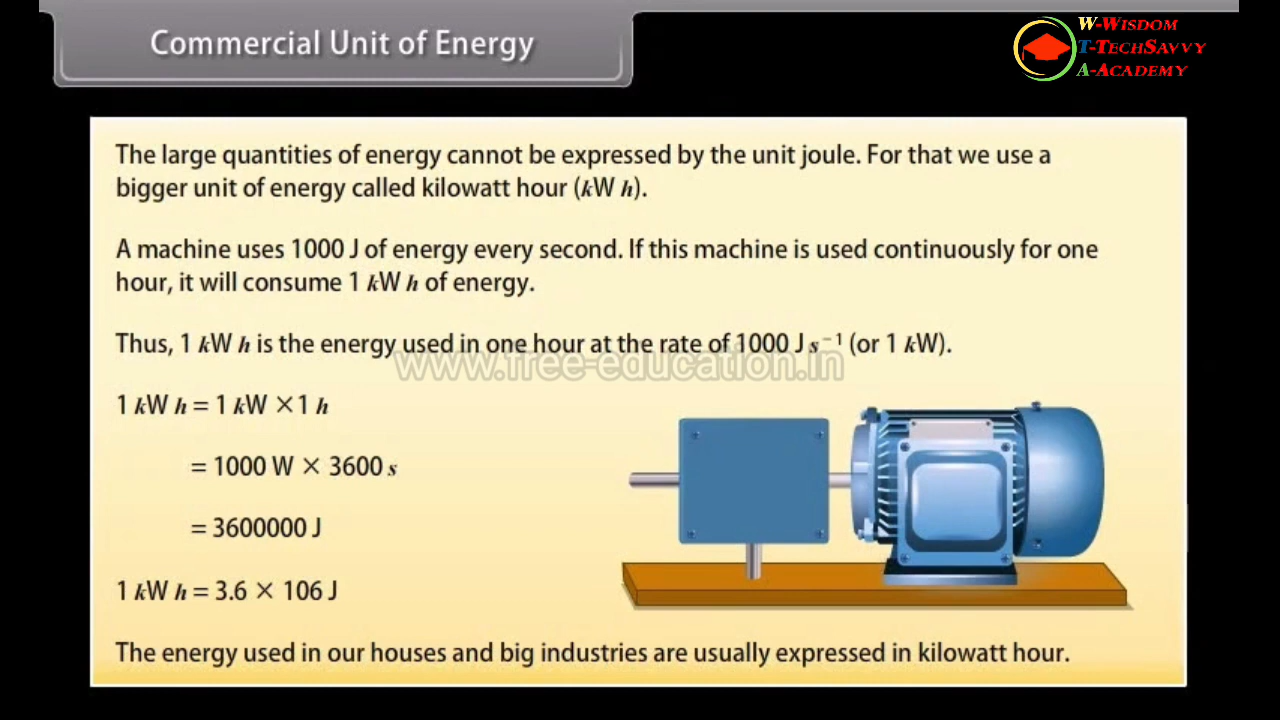 Commercial Unit of Energy
W-Wisdom
T-TechSavvy
A-Academy
The large quantities of energy cannot be expressed by the unit joule. For that we use a
bigger unit of energy called kilowatt hour (kW h).
A machine uses 1000 J of energy every second. If this machine is used continuously for one
hour, it will consume 1 kW h of energy.
Thus, 1 kW h is the energy used in one hour at the rate of 1000 J s⁻¹ (or 1 kW).
www.free-education.in
1 kW h = 1 kW ×1 h
= 1000 W × 3600 s
= 3600000 J
1 kW h = 3.6 × 106 J
The energy used in our houses and big industries are usually expressed in kilowatt hour.